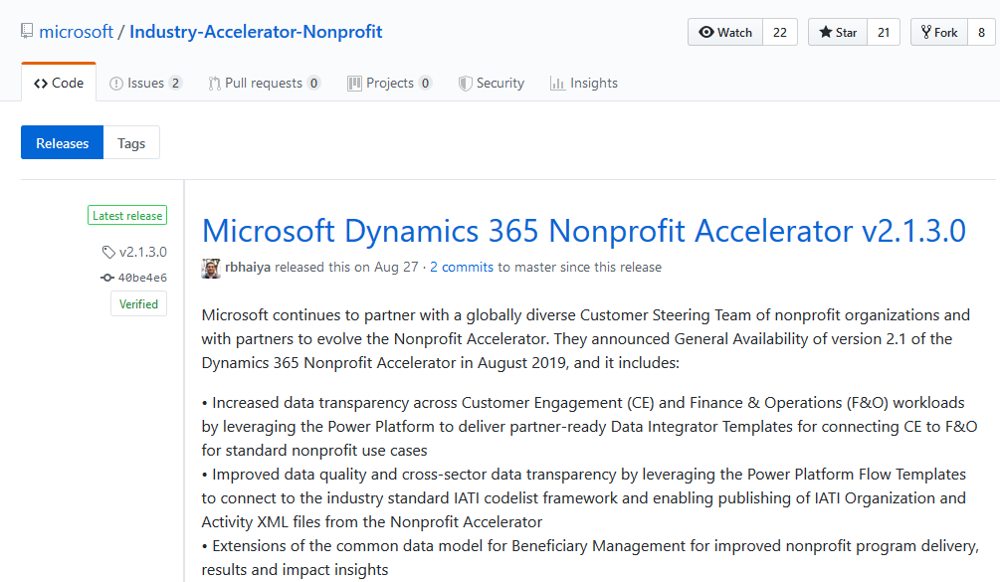 microsoft / Industry-Accelerator-Nonprofit
Watch 22 Star 21 Fork 8
Code Issues 2 Pull requests 0 Projects 0 Security Insights
Releases Tags
Latest release
v2.1.3.0
40be4e6
Verified
Microsoft Dynamics 365 Nonprofit Accelerator v2.1.3.0
rbhaiya released this on Aug 27 · 2 commits to master since this release
Microsoft continues to partner with a globally diverse Customer Steering Team of nonprofit organizations and
with partners to evolve the Nonprofit Accelerator. They announced General Availability of version 2.1 of the
Dynamics 365 Nonprofit Accelerator in August 2019, and it includes:
• Increased data transparency across Customer Engagement (CE) and Finance & Operations (F&O) workloads
by leveraging the Power Platform to deliver partner-ready Data Integrator Templates for connecting CE to F&O
for standard nonprofit use cases
• Improved data quality and cross-sector data transparency by leveraging the Power Platform Flow Templates
to connect to the industry standard IATI codelist framework and enabling publishing of IATI Organization and
Activity XML files from the Nonprofit Accelerator
• Extensions of the common data model for Beneficiary Management for improved nonprofit program delivery,
results and impact insights